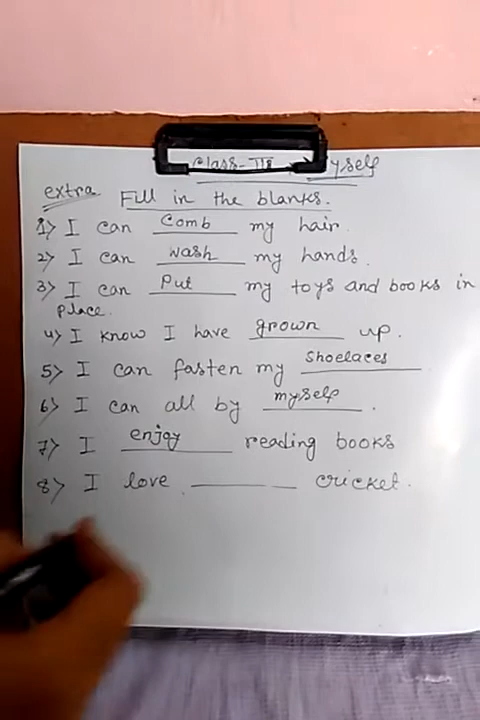 Class-III yself
extra Fill in the blanks.
1) I can Comb my hair.
2) I can wash my hands.
3) I can Put my toys and books in
place.
4) I know I have grown up.
5) I can fasten my Shoelaces
6) I can all by myself.
7) I enjoy reading books
8) I love ________ cricket.